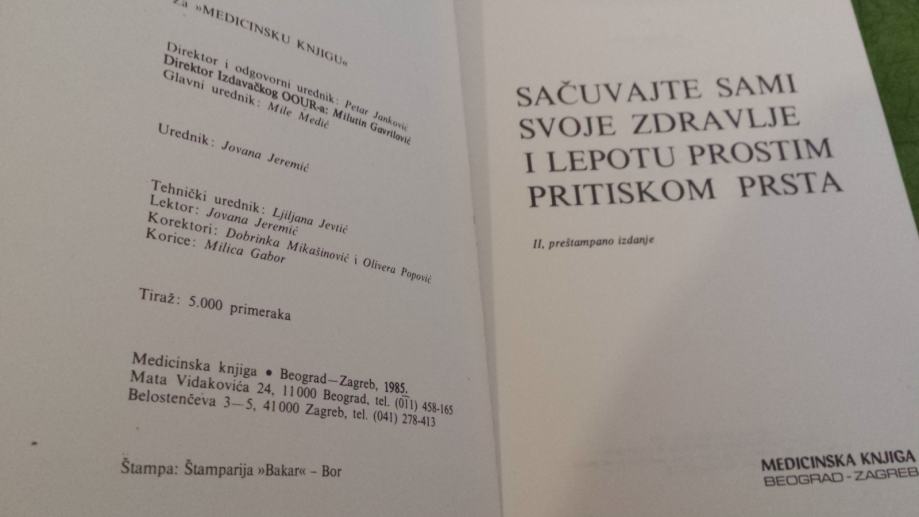 Za »MEDICINSKU KNJIGU«
Direktor i odgovorni urednik: Petar Janković
Direktor Izdavačkog OOUR-a: Milutin Gavrilović
Glavni urednik: Mile Medić
Urednik: Jovana Jeremić
Tehnički urednik: Ljiljana Jevtić
Lektor: Jovana Jeremić
Korektori: Dobrinka Mikašinović i Olivera Popović
Korice: Milica Gabor
Tiraž: 5.000 primeraka
Medicinska knjiga • Beograd—Zagreb, 1985.
Mata Vidakovića 24, 11000 Beograd, tel. (011) 458-165
Belostenčeva 3—5, 41000 Zagreb, tel. (041) 278-413
Štampa: Štamparija »Bakar« – Bor
SAČUVAJTE SAMI
SVOJE ZDRAVLJE
I LEPOTU PROSTIM
PRITISKOM PRSTA
II, preštampano izdanje
MEDICINSKA KNJIGA
BEOGRAD-ZAGREB